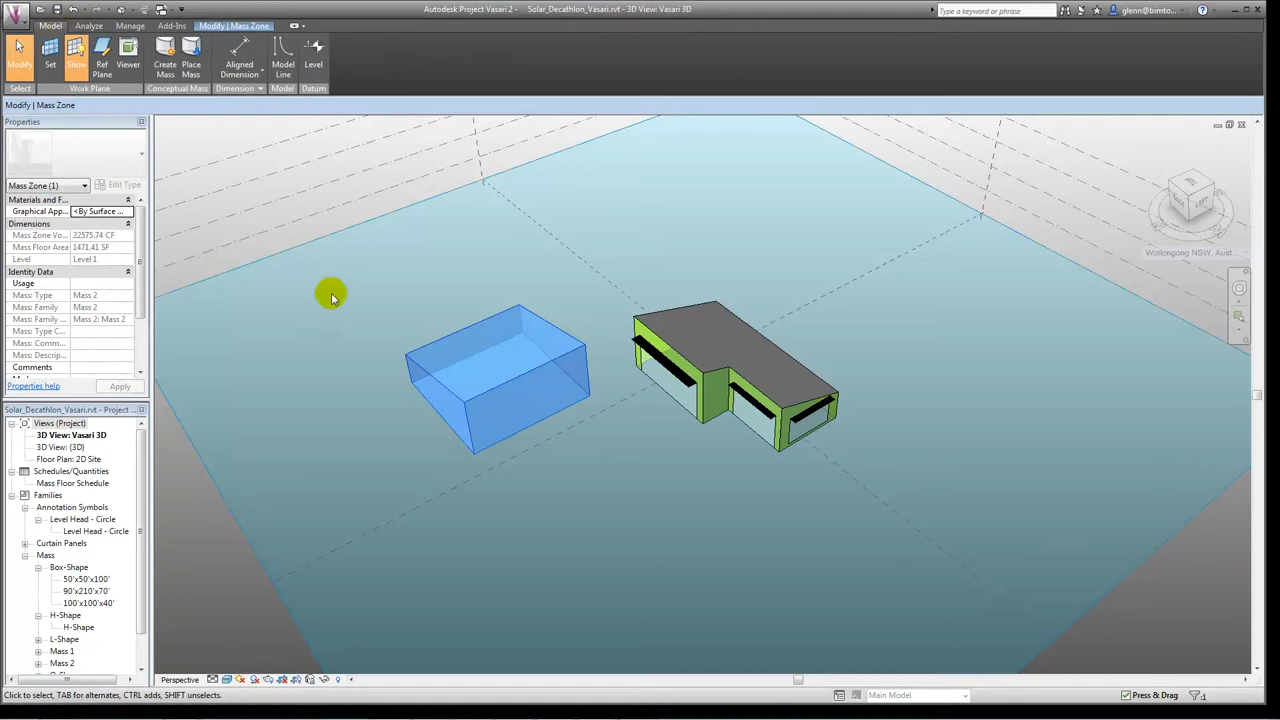 Autodesk Project Vasari 2 - Solar_Decathlon_Vasari.rvt - 3D View: Vasari 3D
Type a keyword or phrase
glenn@bimto...
Model Analyze Manage Add-Ins Modify | Mass Zone
Modify Set Show Ref Plane Viewer Create Mass Place Mass Aligned Dimension Model Line Level
Select Work Plane Conceptual Mass Dimension Model Datum
Modify | Mass Zone
Properties
Mass Zone (1) Edit Type
Materials and F...
Graphical App... <By Surface ...
Dimensions
Mass Zone Vo... 22575.74 CF
Mass Floor Area 1471.41 SF
Level Level 1
Identity Data
Usage
Mass: Type Mass 2
Mass: Family Mass 2
Mass: Family ... Mass 2: Mass 2
Mass: Type C...
Mass: Comm...
Mass: Descrip...
Comments
Properties help Apply
Solar_Decathlon_Vasari.rvt - Project ...
Views (Project)
3D View: Vasari 3D
3D View: {3D}
Floor Plan: 2D Site
Schedules/Quantities
Mass Floor Schedule
Families
Annotation Symbols
Level Head - Circle
Level Head - Circle
Curtain Panels
Mass
Box-Shape
50'x50'x100'
90'x210'x70'
100'x100'x40'
H-Shape
H-Shape
L-Shape
Mass 1
Mass 2
Wollongong NSW, Aust...
Perspective
Click to select, TAB for alternates, CTRL adds, SHIFT unselects.
Main Model
Press & Drag
:1